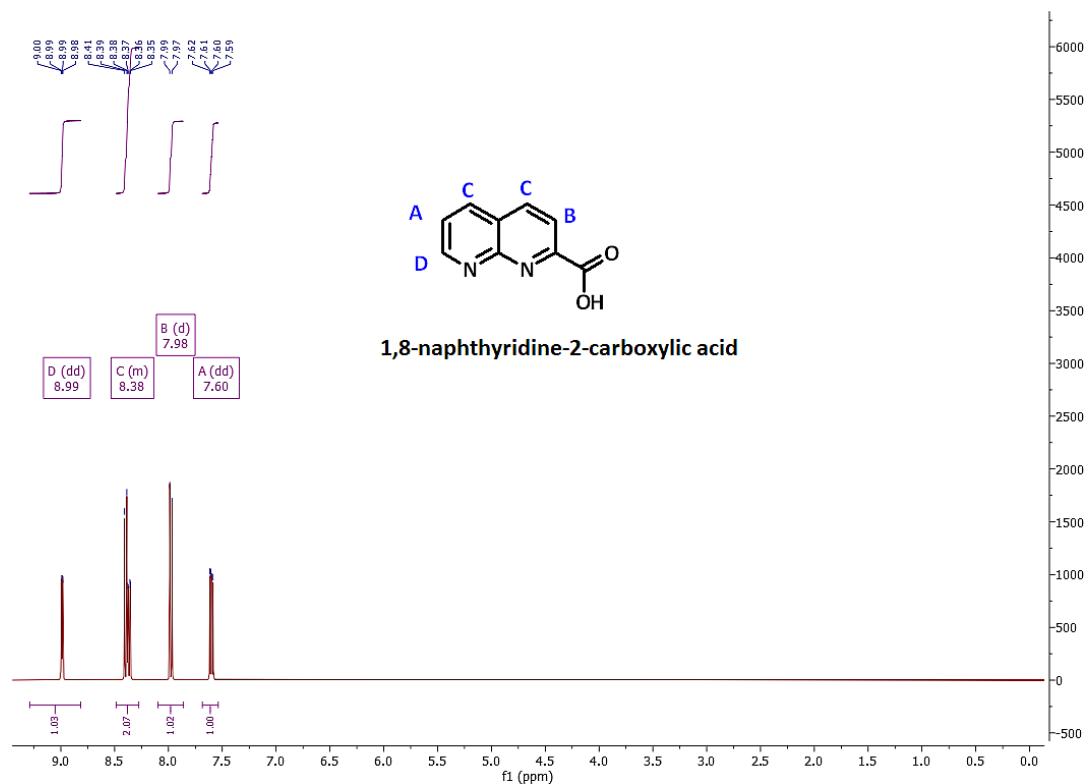 9.00
8.99
8.99
8.98
8.41
8.39
8.38
8.37
8.36
8.35
7.99
7.97
7.62
7.61
7.60
7.59
C
C
A
B
D
N
N
O
OH
1,8-naphthyridine-2-carboxylic acid
B (d)
7.98
D (dd)
8.99
C (m)
8.38
A (dd)
7.60
6000
5500
5000
4500
4000
3500
3000
2500
2000
1500
1000
500
0
-500
1.03
2.07
1.02
1.00
9.0 8.5 8.0 7.5 7.0 6.5 6.0 5.5 5.0 4.5 4.0 3.5 3.0 2.5 2.0 1.5 1.0 0.5 0.0
f1 (ppm)